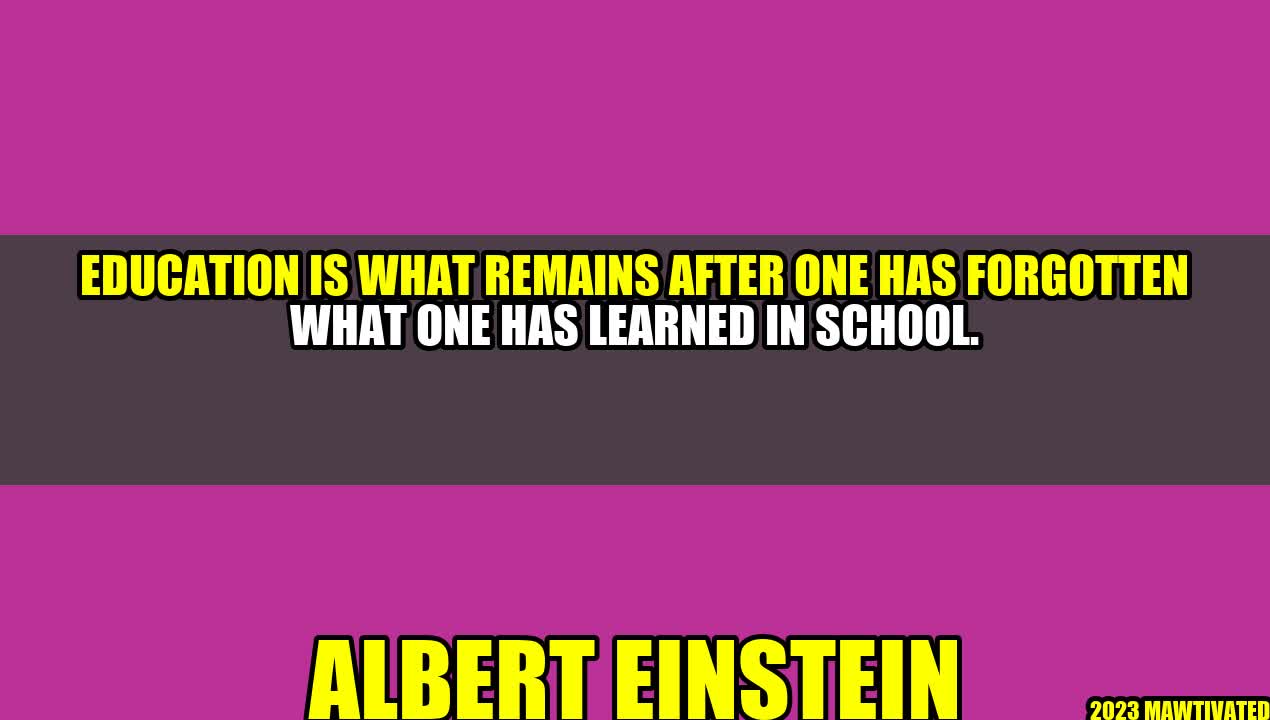 EDUCATION IS WHAT REMAINS AFTER ONE HAS FORGOTTEN
WHAT ONE HAS LEARNED IN SCHOOL.
ALBERT EINSTEIN
2023 MAWTIVATED